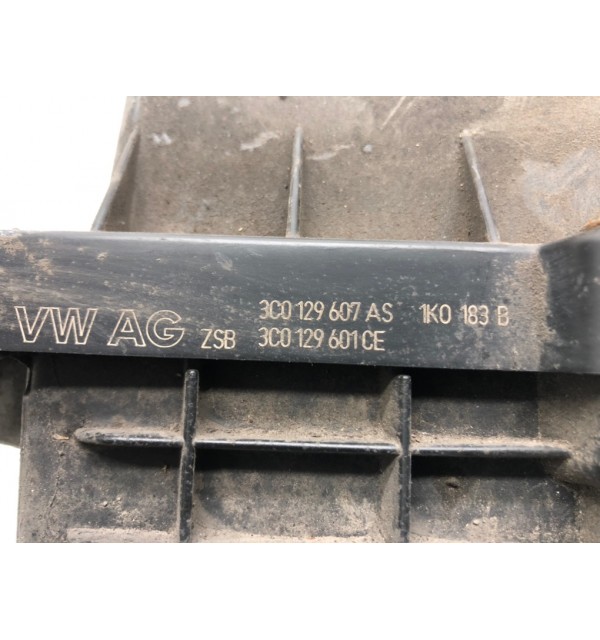 3C0 129 607 AS 1K0 183 B
VW AG ZSB 3C0 129 601 CE